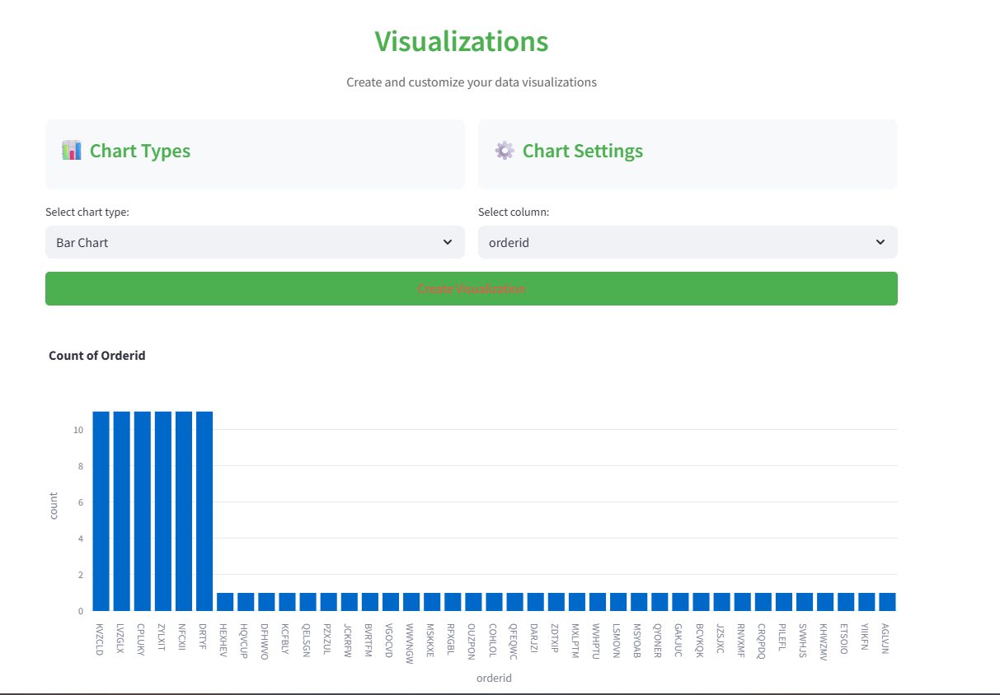 Visualizations
Create and customize your data visualizations
Chart Types
Chart Settings
Select chart type:
Select column:
Bar Chart
orderid
Create Visualization
Count of Orderid
10
8
6
4
2
0
count
KVZCLD
LVZGLX
CPLUKY
ZYLXIT
NFCXII
DRTYF
HEXHEV
HQVCUP
DFHWVO
KCFBLY
QELSGN
PZXZUL
JCKRFW
BVRTFM
VGOCVD
WWVNGW
MSKKXE
RFXGBL
OUZPON
COHLOL
QFEQWC
DARJZI
ZDTXIP
MXLPTM
WVHPTU
LSMOVN
MSYOAB
QYONER
GAKJUC
BCVKQK
JZSJXC
RNVXMF
CRQPDQ
PILEFL
SVWHJS
KHWZMV
ETSOIO
YIIKFN
AGLVJN
orderid